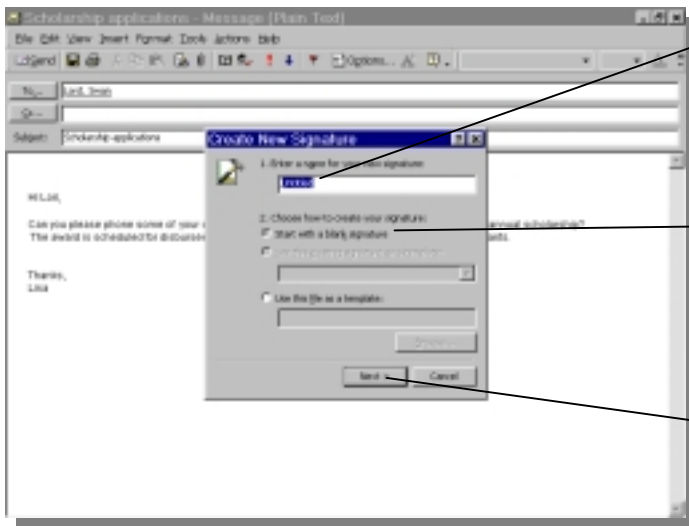 Scholarship applications - Message (Plain Text)
File Edit View Insert Format Tools Actions Help
Send Options...
To...
Cc...
Subject: Scholarship applications
Create New Signature
1. Enter a name for your new signature:
Untitled
2. Choose how to create your signature:
Start with a blank signature
Use this file as a template:
Browse...
Next > Cancel
Hi Lori,
Can you please phone some of your annual scholarship?
The award is scheduled for
Thanks,
Lisa